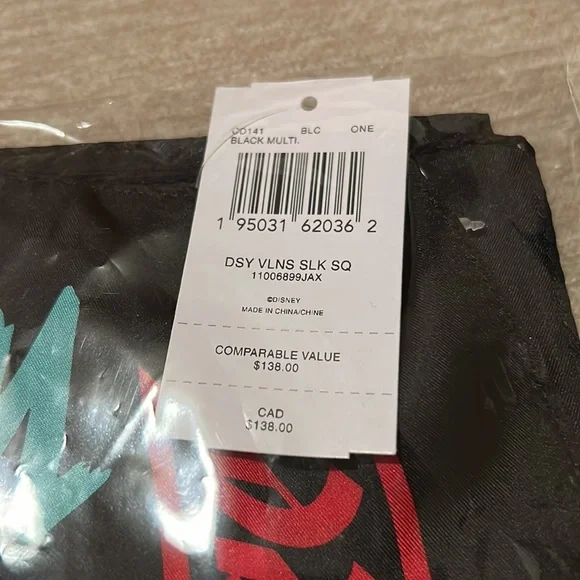 CD141 BLC ONE
BLACK MULTI.
1 95031 62036 2
DSY VLNS SLK SQ
11006899JAX
©DISNEY
MADE IN CHINA/CHINE
COMPARABLE VALUE
$138.00
CAD
$138.00